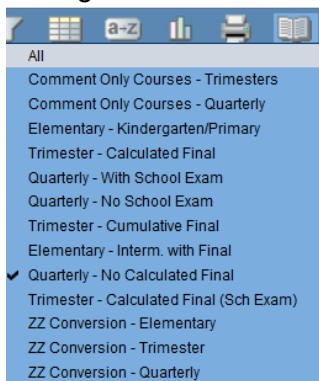 a-z
All
Comment Only Courses - Trimesters
Comment Only Courses - Quarterly
Elementary - Kindergarten/Primary
Trimester - Calculated Final
Quarterly - With School Exam
Quarterly - No School Exam
Trimester - Cumulative Final
Elementary - Interm. with Final
Quarterly - No Calculated Final
Trimester - Calculated Final (Sch Exam)
ZZ Conversion - Elementary
ZZ Conversion - Trimester
ZZ Conversion - Quarterly